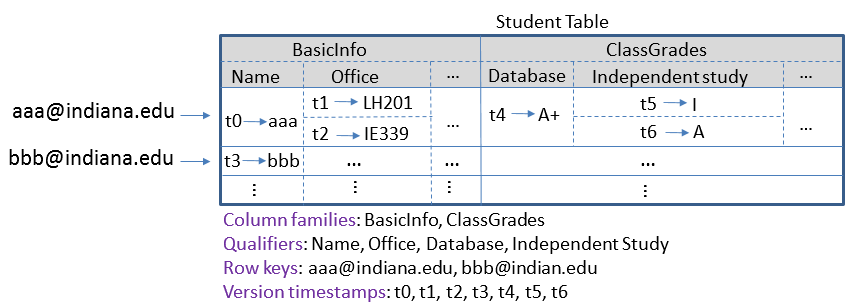 Student Table
BasicInfo ClassGrades
Name Office ... Database Independent study ...
aaa@indiana.edu t0 aaa t1 LH201 ... t4 A+ t5 I ...
t2 IE339 t6 A
bbb@indiana.edu t3 bbb ... ... ...
⋮ ⋮ ⋮ ⋮
Column families: BasicInfo, ClassGrades
Qualifiers: Name, Office, Database, Independent Study
Row keys: aaa@indiana.edu, bbb@indian.edu
Version timestamps: t0, t1, t2, t3, t4, t5, t6